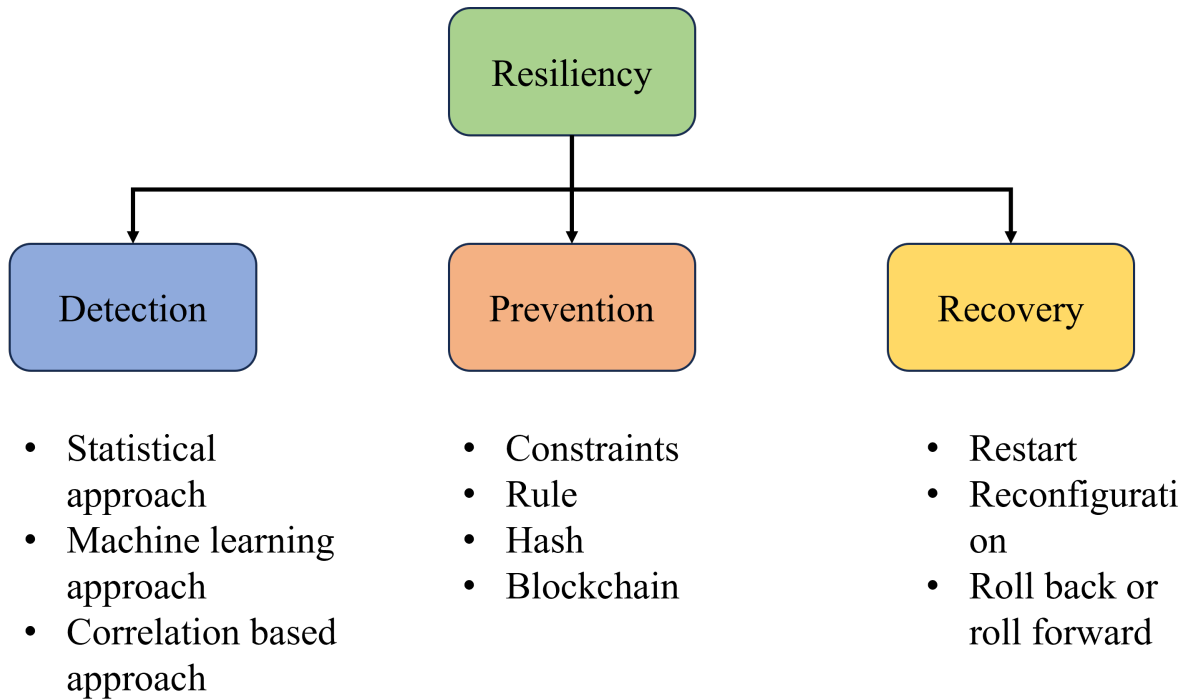 Resiliency
Detection
Prevention
Recovery
• Statistical
approach
• Machine learning
approach
• Correlation based
approach
• Constraints
• Rule
• Hash
• Blockchain
• Restart
• Reconfigurati
on
• Roll back or
roll forward